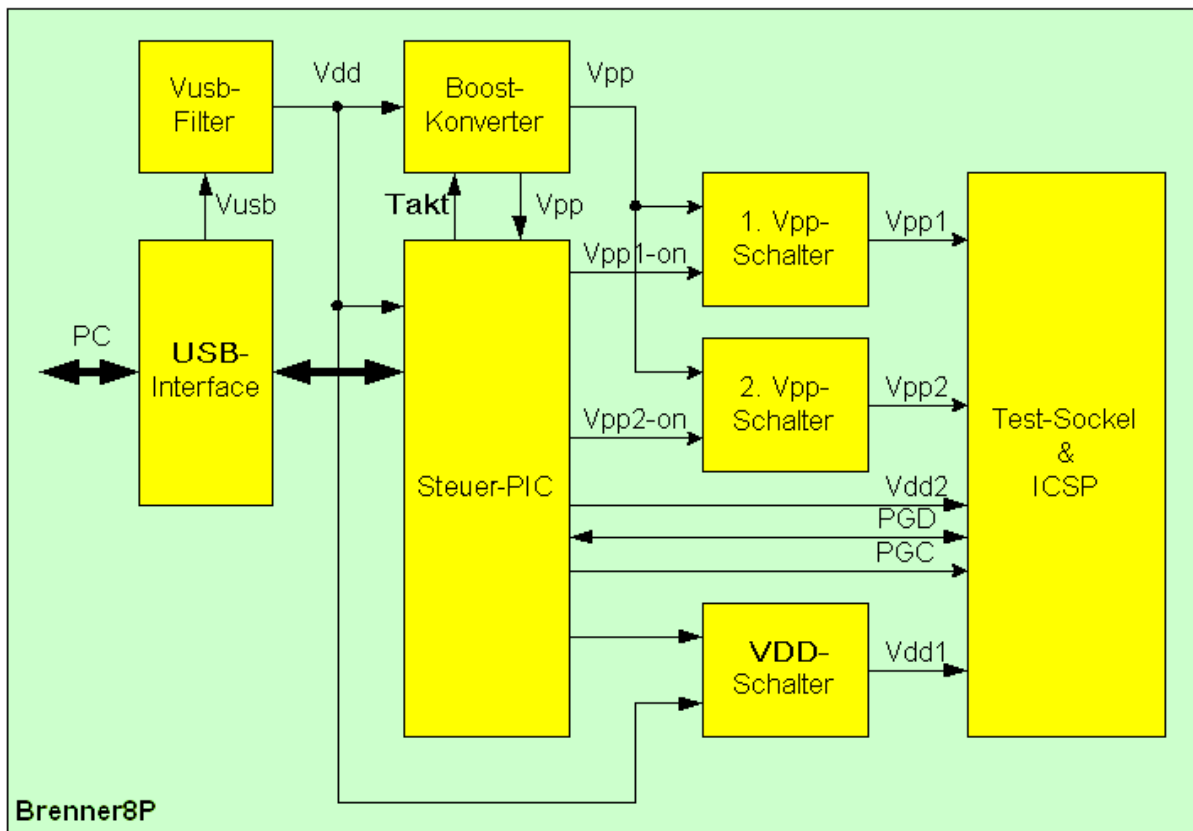 Vusb-
Filter
Vdd
Boost-
Konverter
Vpp
Vusb
Takt
Vpp
1. Vpp-
Schalter
Vpp1
Vpp1-on
PC
USB-
Interface
2. Vpp-
Schalter
Vpp2
Vpp2-on
Steuer-PIC
Test-Sockel
&
ICSP
Vdd2
PGD
PGC
VDD-
Schalter
Vdd1
Brenner8P